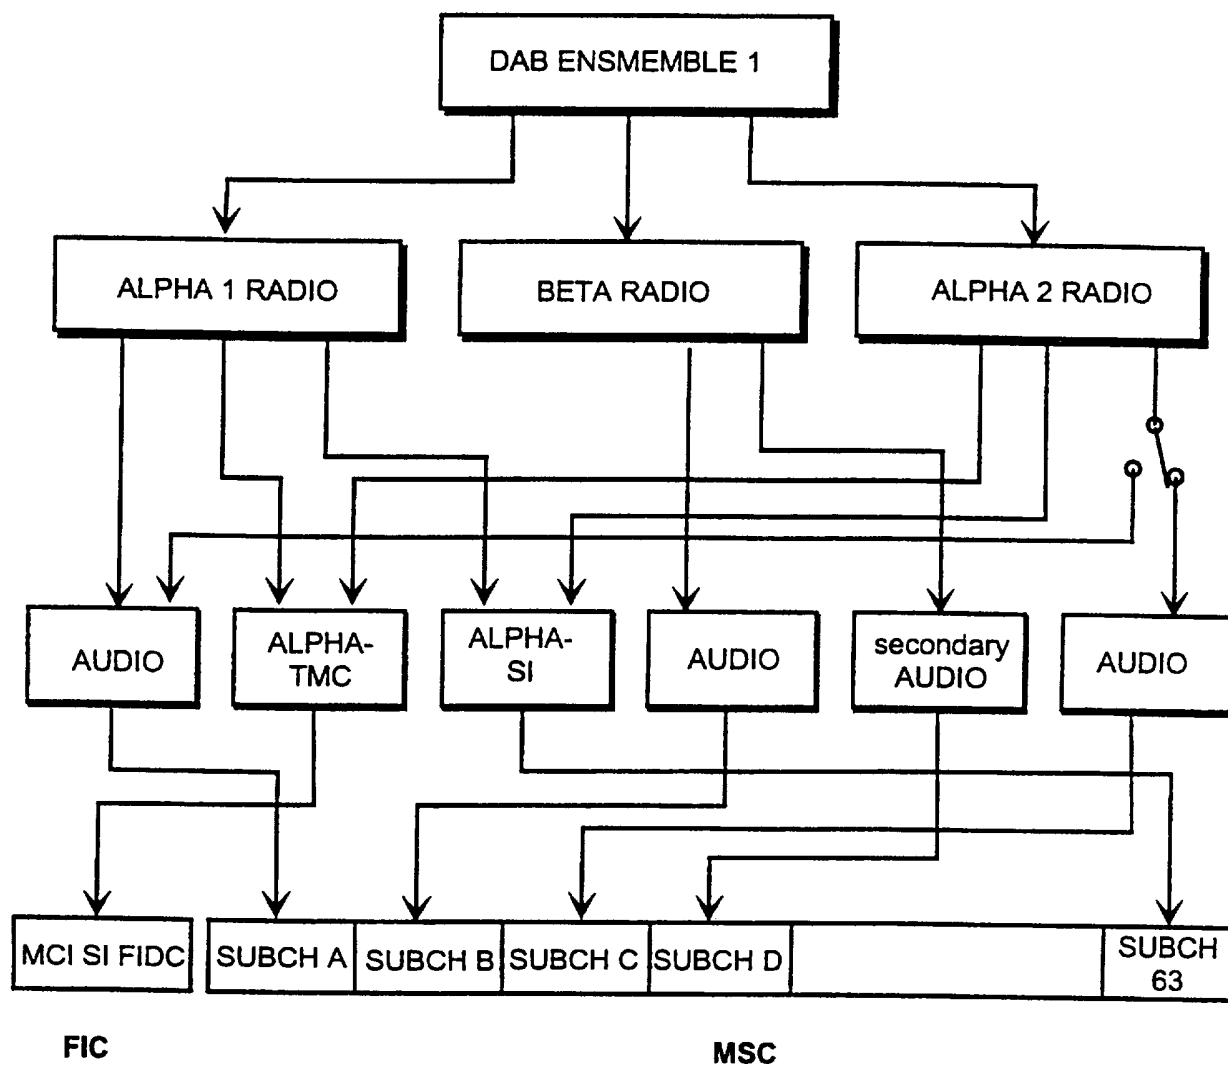 DAB ENSMEMBLE 1
ALPHA 1 RADIO
BETA RADIO
ALPHA 2 RADIO
AUDIO
ALPHA-
TMC
ALPHA-
SI
AUDIO
secondary
AUDIO
AUDIO
MCI SI FIDC
SUBCH A
SUBCH B
SUBCH C
SUBCH D
SUBCH
63
FIC
MSC